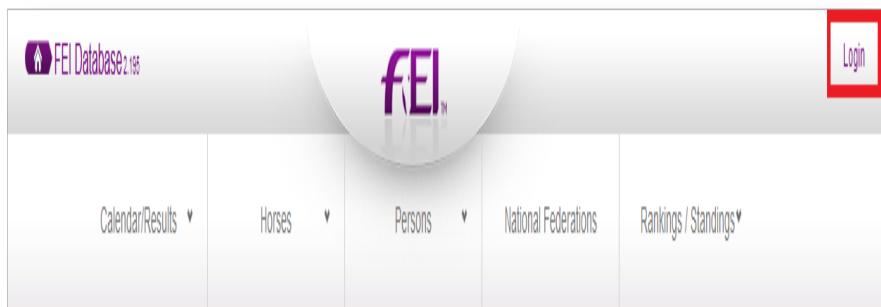 FEI Database 2.195
FEI
Login
Calendar/Results Horses Persons National Federations Rankings / Standings